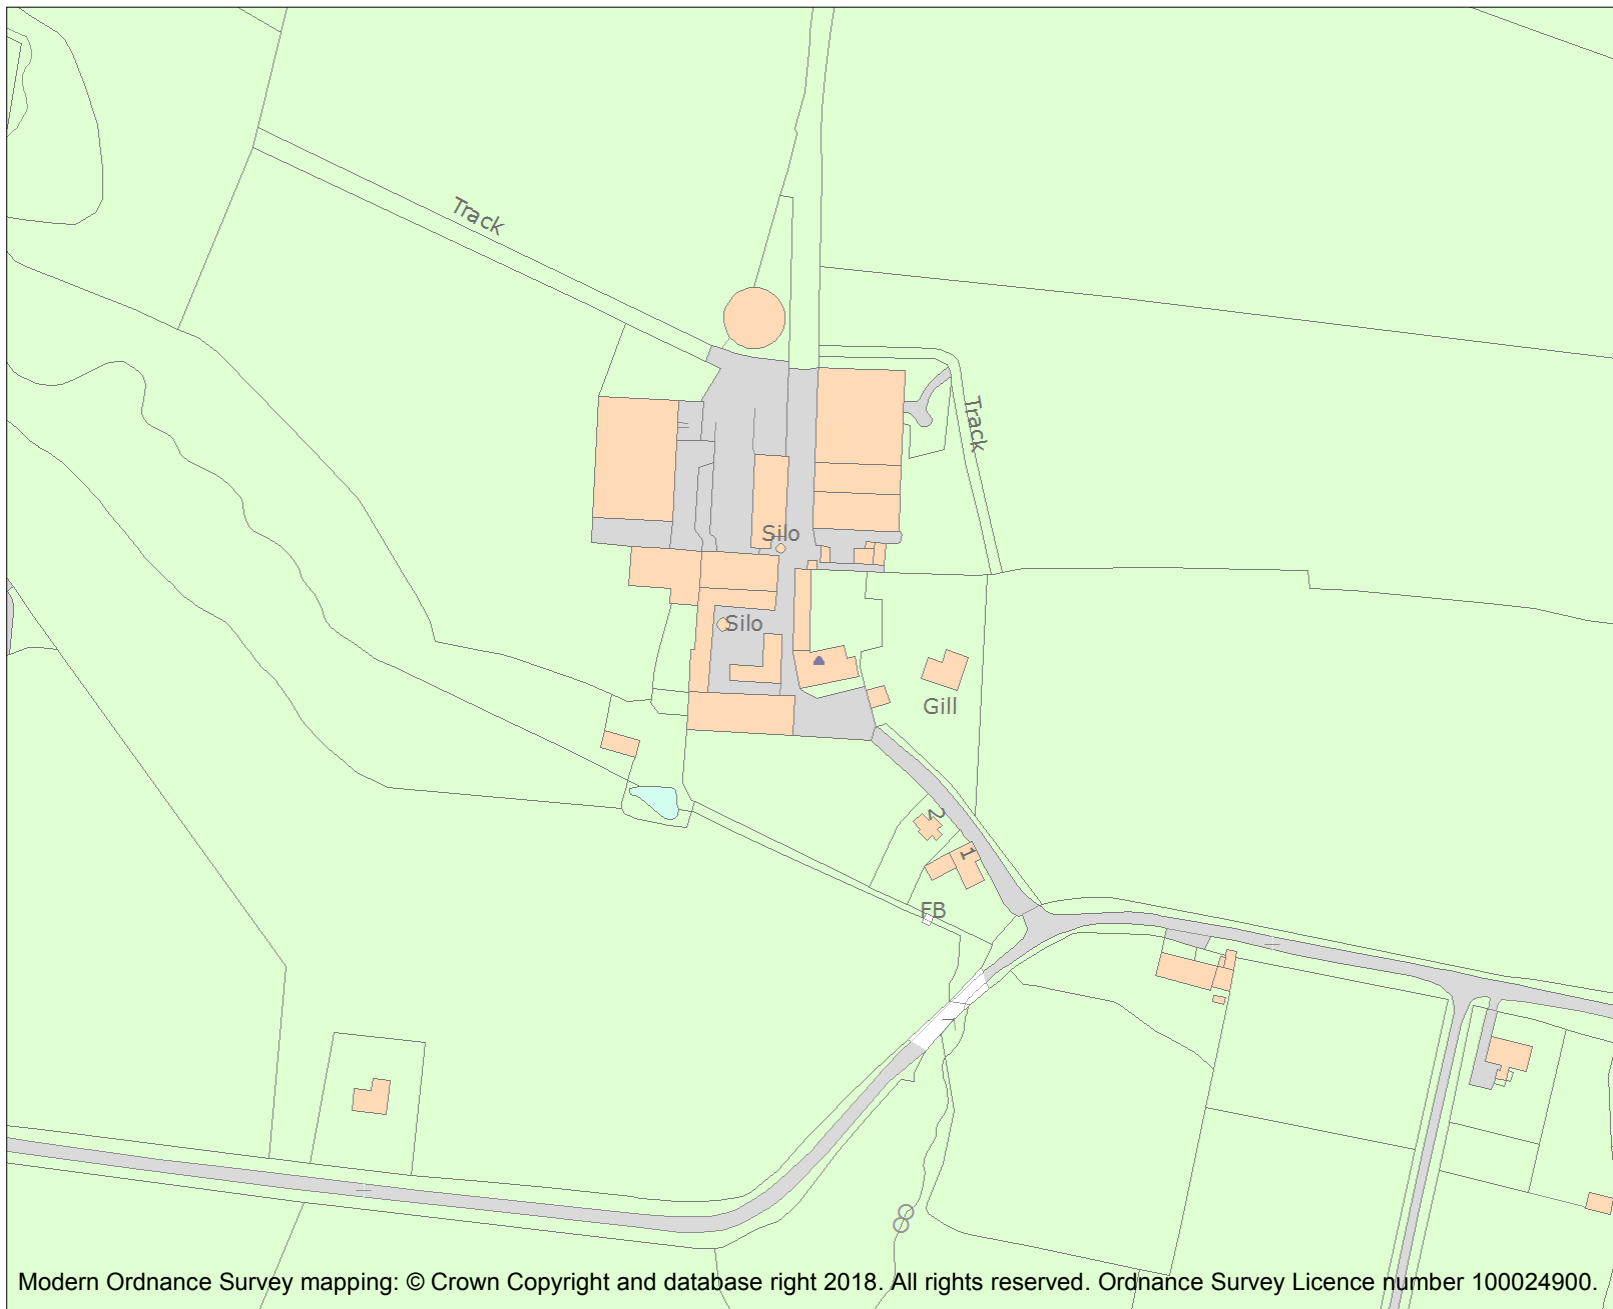 Track
Track
Silo
Silo
Gill
2
1
FB
Modern Ordnance Survey mapping: © Crown Copyright and database right 2018. All rights reserved. Ordnance Survey Licence number 100024900.